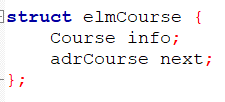 struct elmCourse {
    Course info;
    adrCourse next;
};